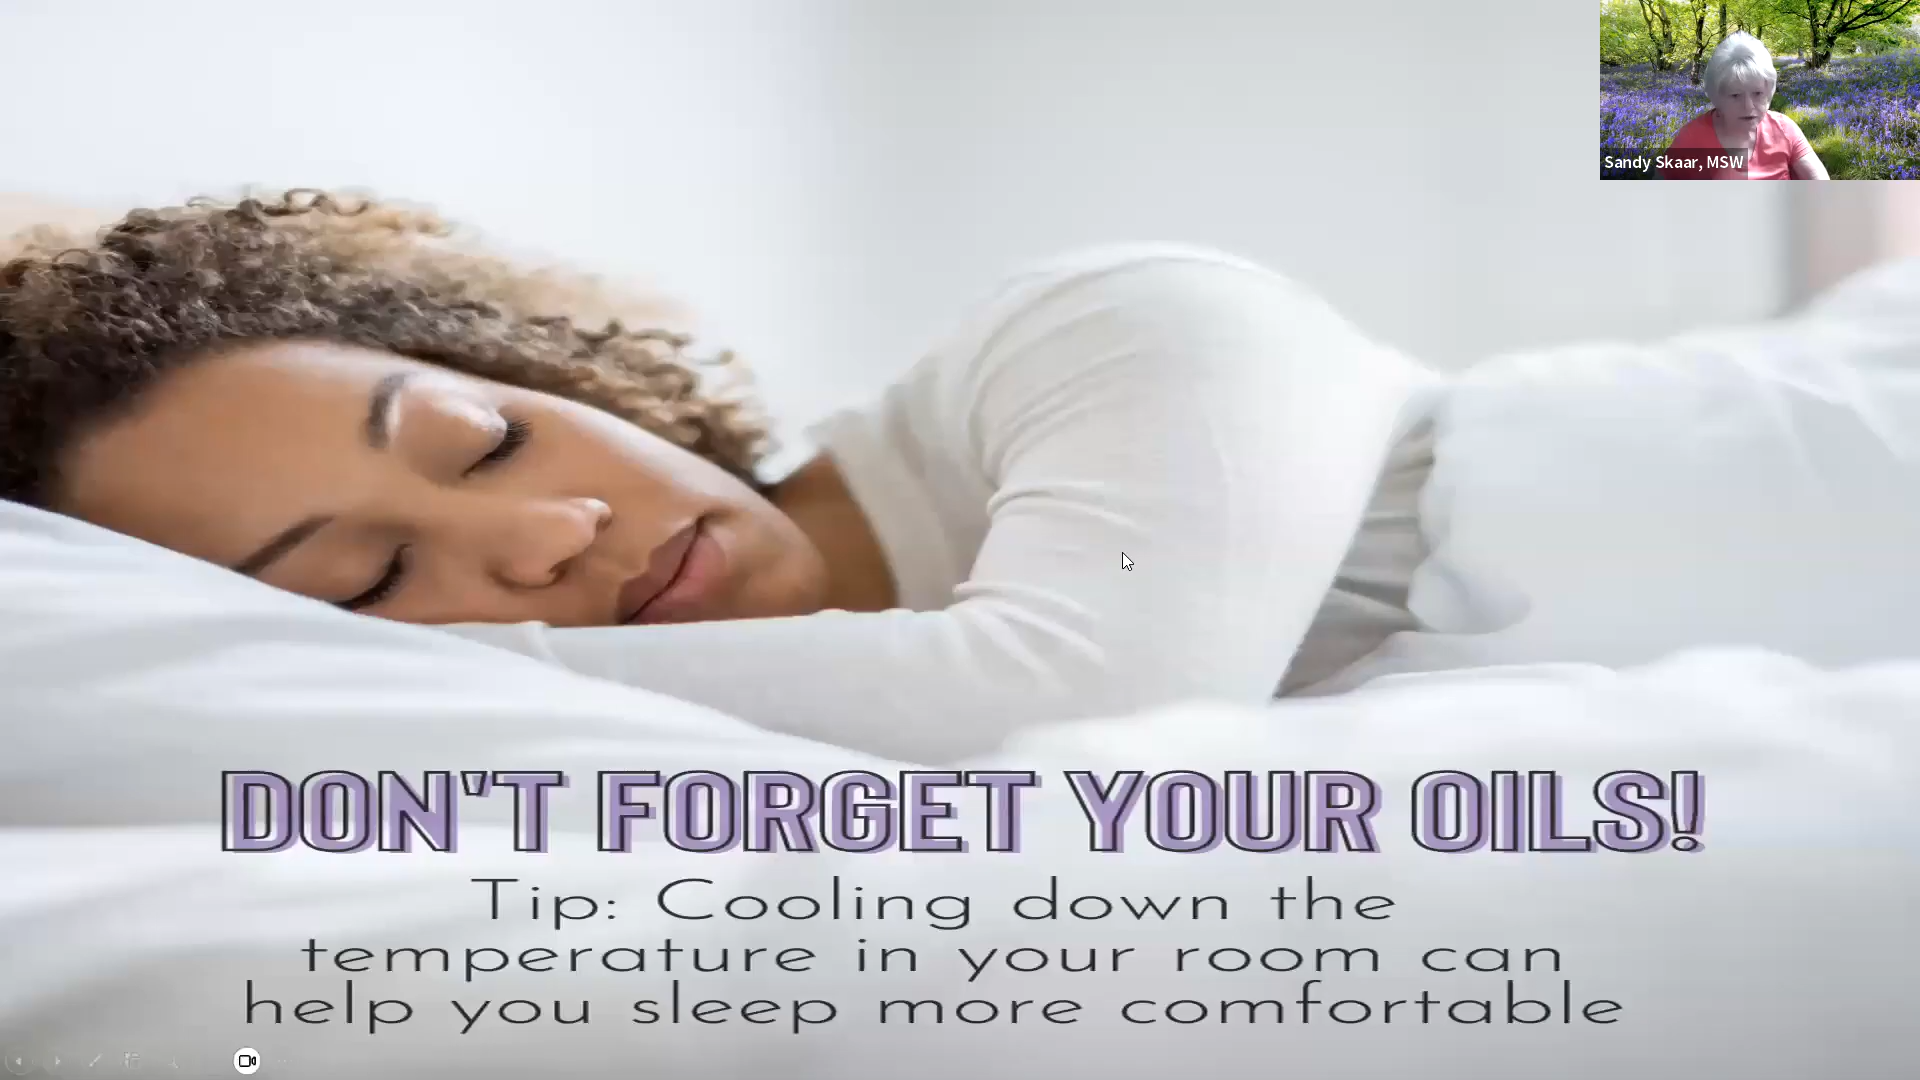 Sandy Skaar, MSW
DON'T FORGET YOUR OILS!
Tip: Cooling down the
temperature in your room can
help you sleep more comfortable